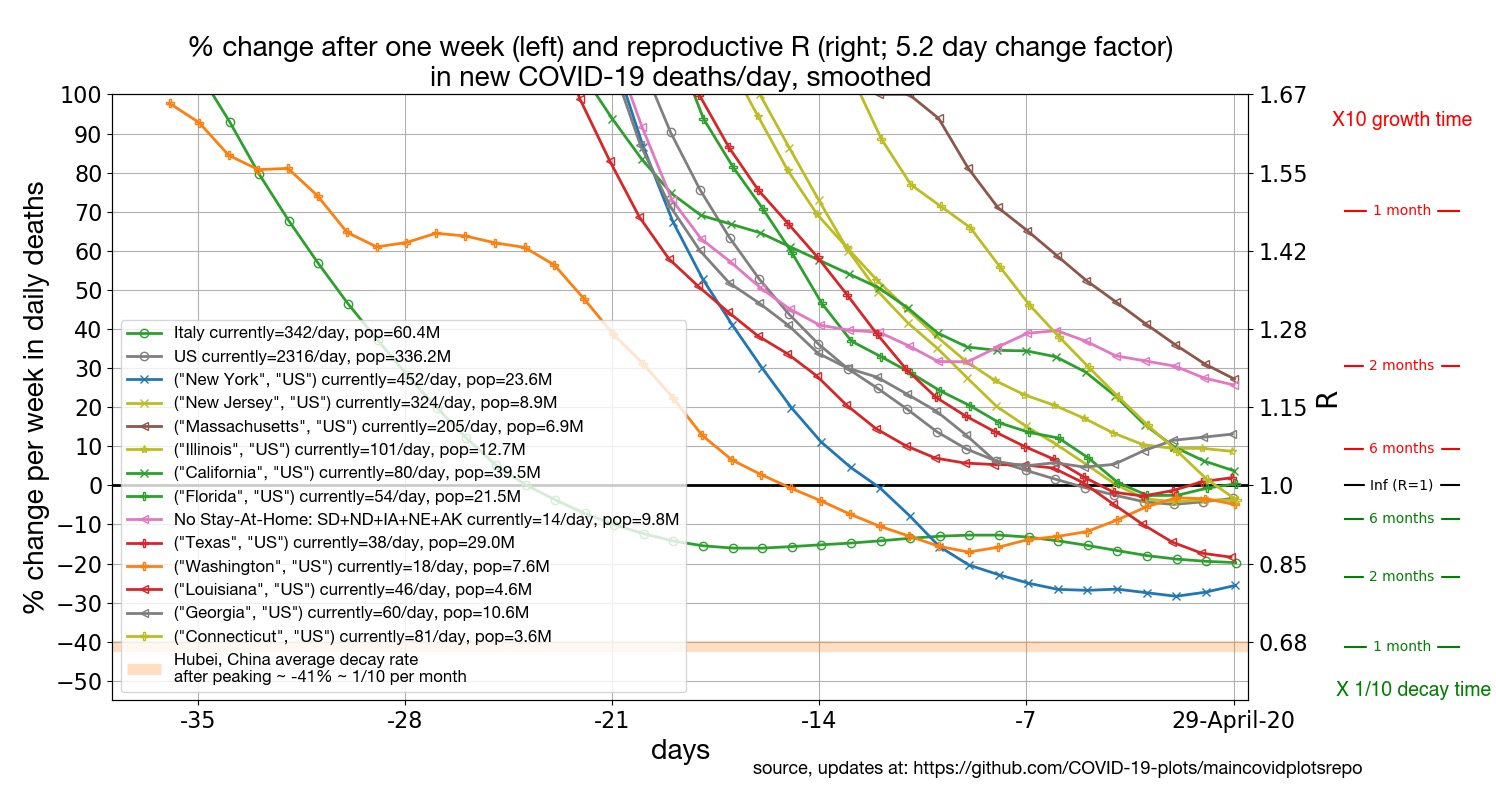 % change after one week (left) and reproductive R (right; 5.2 day change factor)
in new COVID-19 deaths/day, smoothed
% change per week in daily deaths
100
90
80
70
60
50
40
30
20
10
0
−10
−20
−30
−40
−50
Italy currently=342/day, pop=60.4M
US currently=2316/day, pop=336.2M
("New York", "US") currently=452/day, pop=23.6M
("New Jersey", "US") currently=324/day, pop=8.9M
("Massachusetts", "US") currently=205/day, pop=6.9M
("Illinois", "US") currently=101/day, pop=12.7M
("California", "US") currently=80/day, pop=39.5M
("Florida", "US") currently=54/day, pop=21.5M
No Stay-At-Home: SD+ND+IA+NE+AK currently=14/day, pop=9.8M
("Texas", "US") currently=38/day, pop=29.0M
("Washington", "US") currently=18/day, pop=7.6M
("Louisiana", "US") currently=46/day, pop=4.6M
("Georgia", "US") currently=60/day, pop=10.6M
("Connecticut", "US") currently=81/day, pop=3.6M
Hubei, China average decay rate
after peaking ~ -41% ~ 1/10 per month
1.67
1.55
1.42
1.28
1.15
1.0
0.85
0.68
R
X10 growth time
1 month
2 months
6 months
Inf (R=1)
6 months
2 months
1 month
X 1/10 decay time
-35
-28
-21
-14
-7
29-April-20
days
source, updates at: https://github.com/COVID-19-plots/maincovidplotsrepo